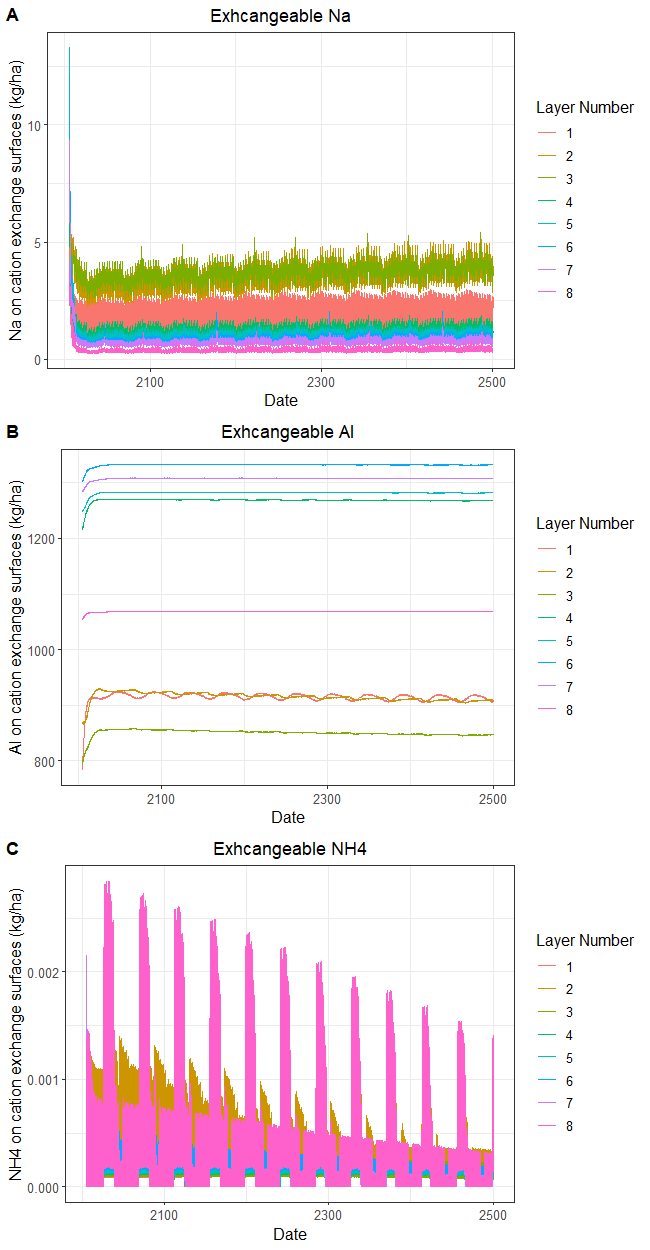 A
Exhcangeable Na
Na on cation exchange surfaces (kg/ha)
10
5
0
2100
2300
2500
Date
Layer Number
1
2
3
4
5
6
7
8
B
Exhcangeable Al
Al on cation exchange surfaces (kg/ha)
1200
1000
800
2100
2300
2500
Date
Layer Number
1
2
3
4
5
6
7
8
C
Exhcangeable NH4
NH4 on cation exchange surfaces (kg/ha)
0.002
0.001
0.000
2100
2300
2500
Date
Layer Number
1
2
3
4
5
6
7
8